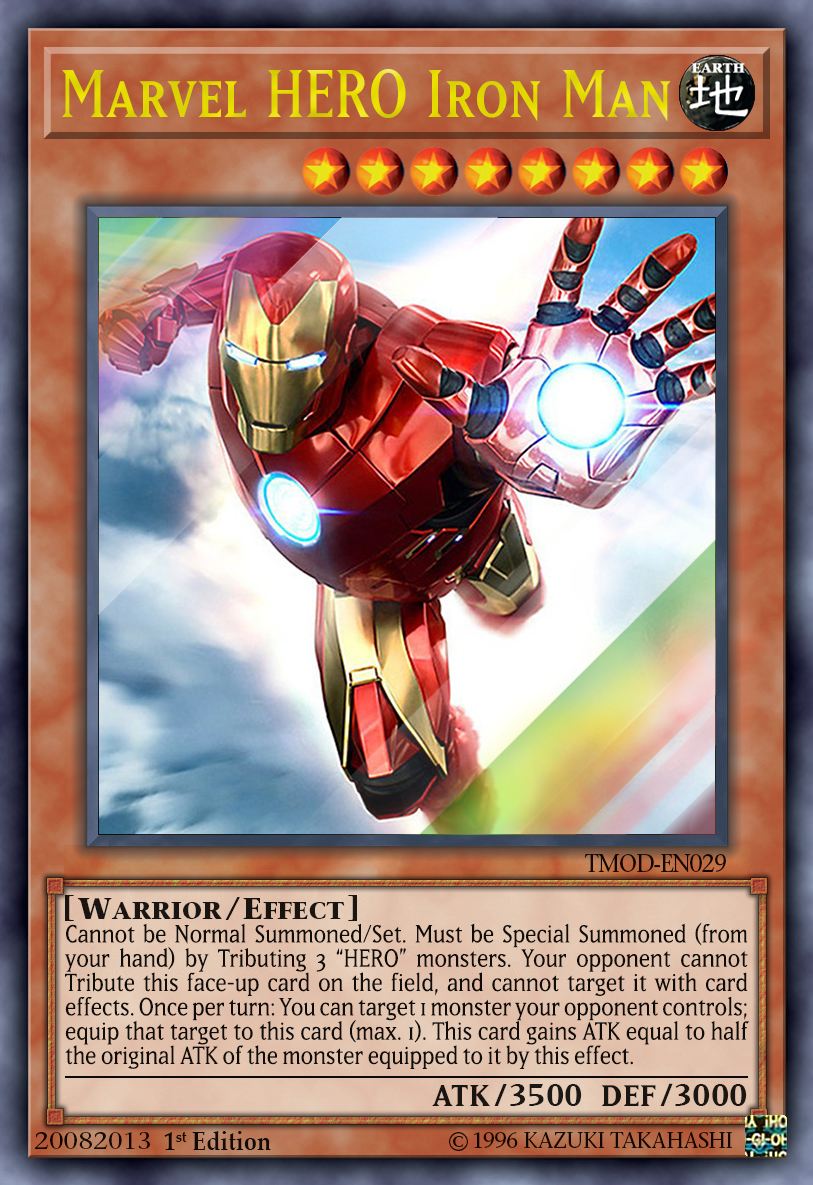 Marvel HERO Iron Man
EARTH
地
TMOD-EN029
[Warrior/Effect]
Cannot be Normal Summoned/Set. Must be Special Summoned (from
your hand) by Tributing 3 “HERO” monsters. Your opponent cannot
Tribute this face-up card on the field, and cannot target it with card
effects. Once per turn: You can target 1 monster your opponent controls;
equip that target to this card (max. 1). This card gains ATK equal to half
the original ATK of the monster equipped to it by this effect.
ATK/3500 DEF/3000
20082013 1st Edition
©1996 KAZUKI TAKAHASHI